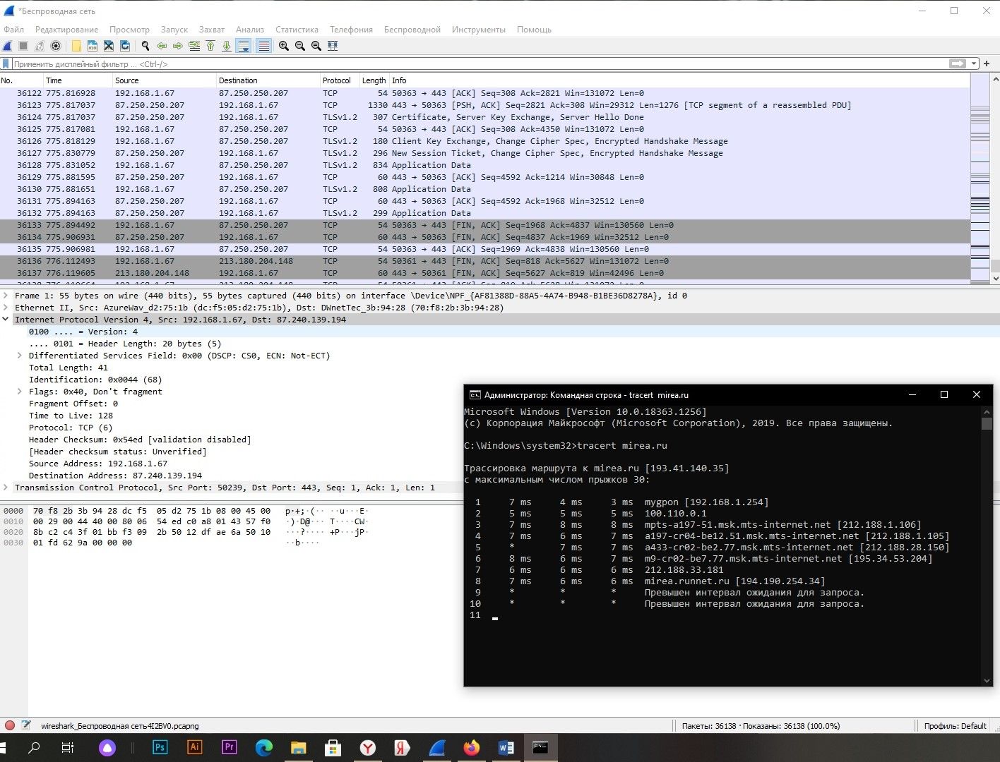 *Беспроводная сеть
Файл Редактирование Просмотр Запуск Захват Анализ Статистика Телефония Беспроводной Инструменты Помощь
Применить дисплейный фильтр ... <Ctrl-/>
No. Time Source Destination Protocol Length Info
36122 775.816928 192.168.1.67 87.250.250.207 TCP 54 50363 → 443 [ACK] Seq=308 Ack=2821 Win=131072 Len=0
36123 775.817037 87.250.250.207 192.168.1.67 TCP 1330 443 → 50363 [PSH, ACK] Seq=2821 Ack=308 Win=29312 Len=1276 [TCP segment of a reassembled PDU]
36124 775.817037 87.250.250.207 192.168.1.67 TLSv1.2 307 Certificate, Server Key Exchange, Server Hello Done
36125 775.817081 192.168.1.67 87.250.250.207 TCP 54 50363 → 443 [ACK] Seq=308 Ack=4350 Win=131072 Len=0
36126 775.818129 192.168.1.67 87.250.250.207 TLSv1.2 180 Client Key Exchange, Change Cipher Spec, Encrypted Handshake Message
36127 775.830779 87.250.250.207 192.168.1.67 TLSv1.2 296 New Session Ticket, Change Cipher Spec, Encrypted Handshake Message
36128 775.831052 192.168.1.67 87.250.250.207 TLSv1.2 834 Application Data
36129 775.881595 87.250.250.207 192.168.1.67 TCP 60 443 → 50363 [ACK] Seq=4592 Ack=1214 Win=30848 Len=0
36130 775.881651 192.168.1.67 87.250.250.207 TLSv1.2 808 Application Data
36131 775.894163 87.250.250.207 192.168.1.67 TCP 60 443 → 50363 [ACK] Seq=4592 Ack=1968 Win=32512 Len=0
36132 775.894163 87.250.250.207 192.168.1.67 TLSv1.2 299 Application Data
36133 775.894492 192.168.1.67 87.250.250.207 TCP 54 50363 → 443 [FIN, ACK] Seq=1968 Ack=4837 Win=130560 Len=0
36134 775.906931 87.250.250.207 192.168.1.67 TCP 60 443 → 50363 [FIN, ACK] Seq=4837 Ack=1969 Win=32512 Len=0
36135 775.906981 192.168.1.67 87.250.250.207 TCP 54 50363 → 443 [ACK] Seq=1969 Ack=4838 Win=130560 Len=0
36136 776.112493 192.168.1.67 213.180.204.148 TCP 54 50361 → 443 [FIN, ACK] Seq=818 Ack=5627 Win=131072 Len=0
36137 776.119605 213.180.204.148 192.168.1.67 TCP 60 443 → 50361 [FIN, ACK] Seq=5627 Ack=819 Win=42496 Len=0
36138 776.119664 192.168.1.67 213.180.204.148 TCP 54 50361 → 443 [ACK] Seq=819 Ack=5628 Win=131072 Len=0
Frame 1: 55 bytes on wire (440 bits), 55 bytes captured (440 bits) on interface \Device\NPF_{AF81388D-88A5-4A74-B948-B1BE36D8278A}, id 0
Ethernet II, Src: AzureWav_d2:75:1b (dc:f5:05:d2:75:1b), Dst: DWnetTec_3b:94:28 (70:f8:2b:3b:94:28)
Internet Protocol Version 4, Src: 192.168.1.67, Dst: 87.240.139.194
0100 .... = Version: 4
.... 0101 = Header Length: 20 bytes (5)
Differentiated Services Field: 0x00 (DSCP: CS0, ECN: Not-ECT)
Total Length: 41
Identification: 0x0044 (68)
Flags: 0x40, Don't fragment
Fragment Offset: 0
Time to Live: 128
Protocol: TCP (6)
Header Checksum: 0x54ed [validation disabled]
[Header checksum status: Unverified]
Source Address: 192.168.1.67
Destination Address: 87.240.139.194
Transmission Control Protocol, Src Port: 50239, Dst Port: 443, Seq: 1, Ack: 1, Len: 1
0000 70 f8 2b 3b 94 28 dc f5 05 d2 75 1b 08 00 45 00 p·+;·(·· ··u···E·
0010 00 29 00 44 40 00 80 06 54 ed c0 a8 01 43 57 f0 ·)·D@··· T····CW·
0020 8b c2 c4 3f 01 bb f3 09 2b 50 12 df ae 6a 50 10 ···?···· +P···jP·
0030 01 fd 62 9a 00 00 00 ··b····
Администратор: Командная строка - tracert mirea.ru
Microsoft Windows [Version 10.0.18363.1256]
(c) Корпорация Майкрософт (Microsoft Corporation), 2019. Все права защищены.
C:\Windows\system32>tracert mirea.ru
Трассировка маршрута к mirea.ru [193.41.140.35]
с максимальным числом прыжков 30:
1 7 ms 4 ms 3 ms mygpon [192.168.1.254]
2 5 ms 5 ms 5 ms 100.110.0.1
3 7 ms 8 ms 8 ms mpts-a197-51.msk.mts-internet.net [212.188.1.106]
4 7 ms 6 ms 7 ms a197-cr04-be12.51.msk.mts-internet.net [212.188.1.105]
5 * 7 ms 7 ms a433-cr02-be2.77.msk.mts-internet.net [212.188.28.150]
6 8 ms 6 ms 7 ms m9-cr02-be7.77.msk.mts-internet.net [195.34.53.204]
7 6 ms 6 ms 6 ms 212.188.33.181
8 7 ms 6 ms 6 ms mirea.runnet.ru [194.190.254.34]
9 * * * Превышен интервал ожидания для запроса.
10 * * * Превышен интервал ожидания для запроса.
11
wireshark_Беспроводная сеть4I2BV0.pcapng Пакеты: 36138 · Показаны: 36138 (100.0%) Профиль: Default